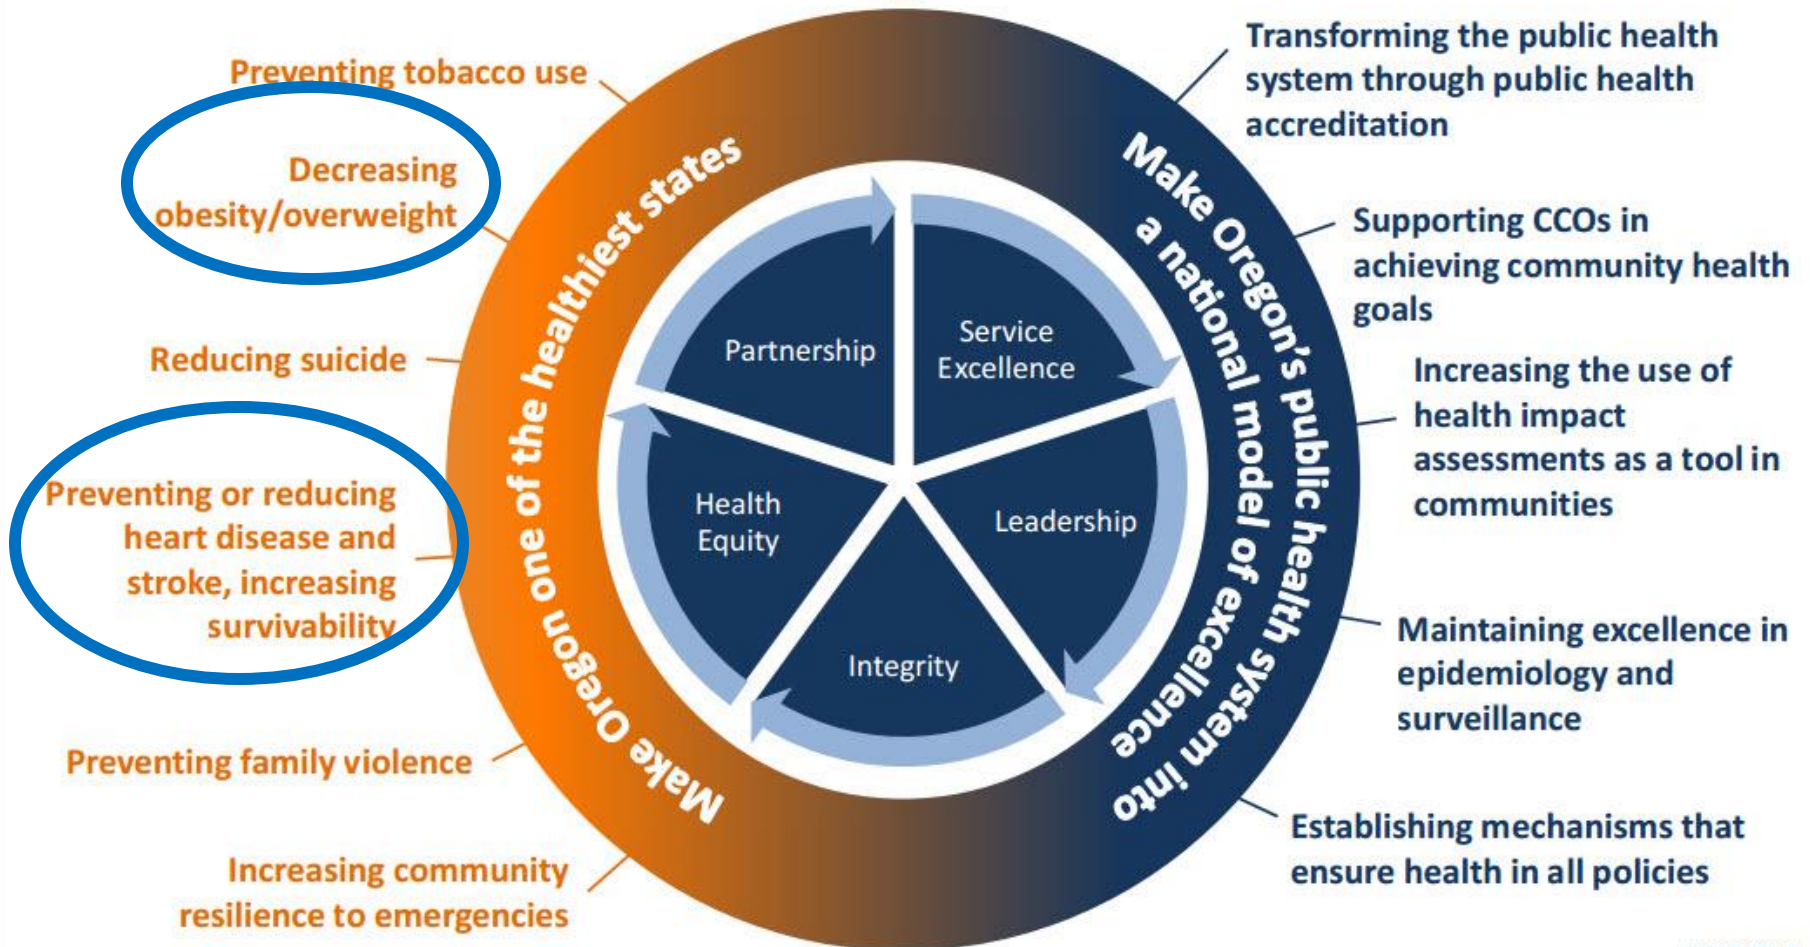 Preventing tobacco use
Decreasing
obesity/overweight
Reducing suicide
Preventing or reducing
heart disease and
stroke, increasing
survivability
Preventing family violence
Increasing community
resilience to emergencies
Make Oregon one of the healthiest states
Partnership
Service
Excellence
Leadership
Integrity
Health
Equity
Make Oregon's public health system into
a national model of excellence
Transforming the public health
system through public health
accreditation
Supporting CCOs in
achieving community health
goals
Increasing the use of
health impact
assessments as a tool in
communities
Maintaining excellence in
epidemiology and
surveillance
Establishing mechanisms that
ensure health in all policies